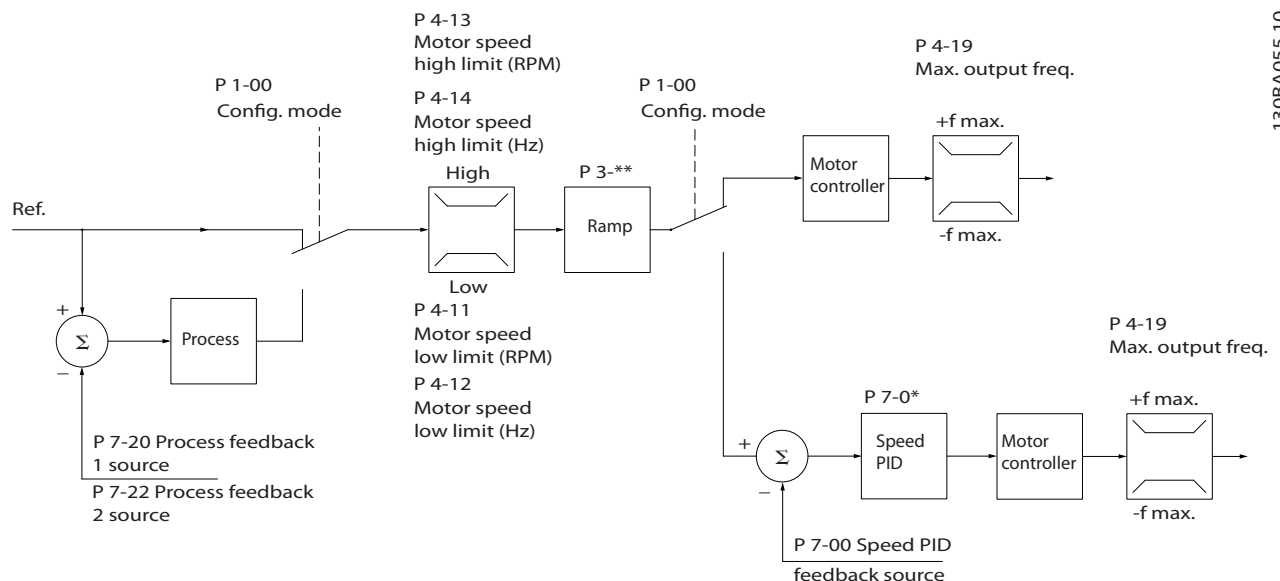 P 4-13
Motor speed
high limit (RPM)
P 4-14
Motor speed
high limit (Hz)
P 1-00
Config. mode
P 1-00
Config. mode
P 4-19
Max. output freq.
130BA055.10
High
P 3-**
Motor
controller
+f max.
-f max.
Ref.
Ramp
Low
P 4-11
Motor speed
low limit (RPM)
P 4-12
Motor speed
low limit (Hz)
+
Σ
−
Process
P 7-20 Process feedback
1 source
P 7-22 Process feedback
2 source
P 4-19
Max. output freq.
P 7-0*
+
Σ
−
Speed
PID
Motor
controller
+f max.
-f max.
P 7-00 Speed PID
feedback source